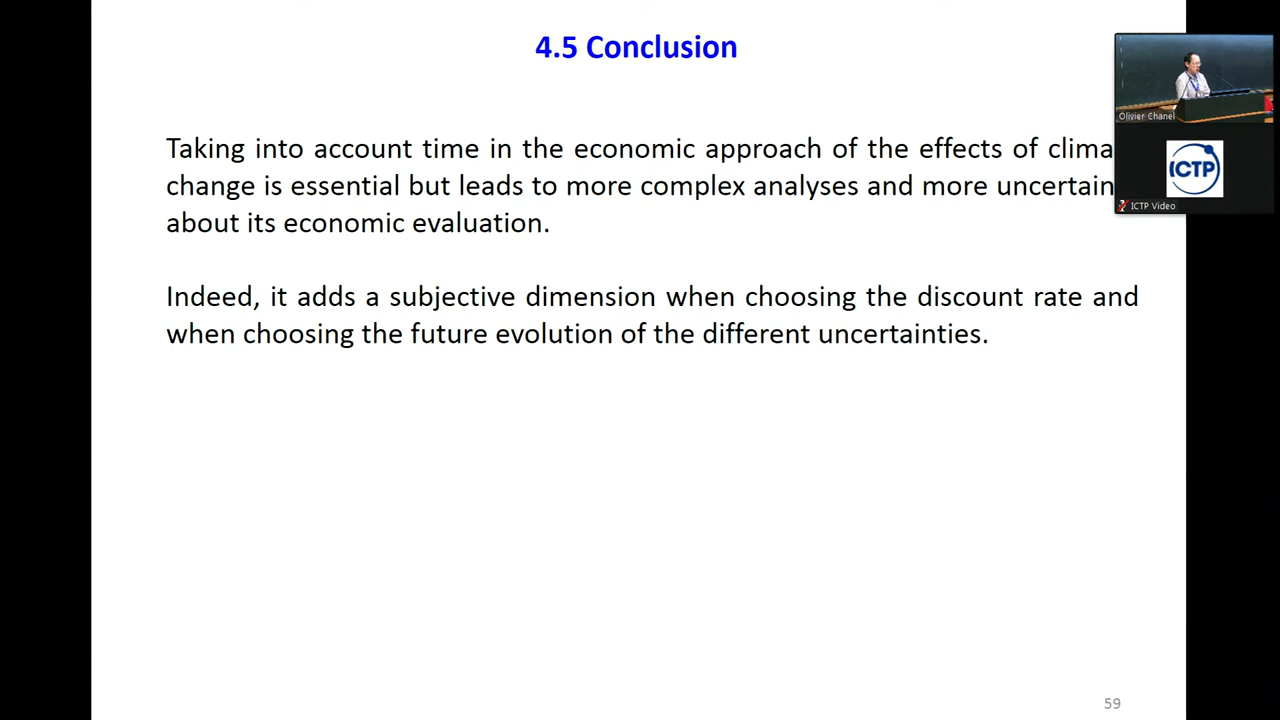 4.5 Conclusion
Taking into account time in the economic approach of the effects of clima
change is essential but leads to more complex analyses and more uncertain
about its economic evaluation.
Indeed, it adds a subjective dimension when choosing the discount rate and
when choosing the future evolution of the different uncertainties.
Olivier Chanel
ICTP
ICTP Video
59